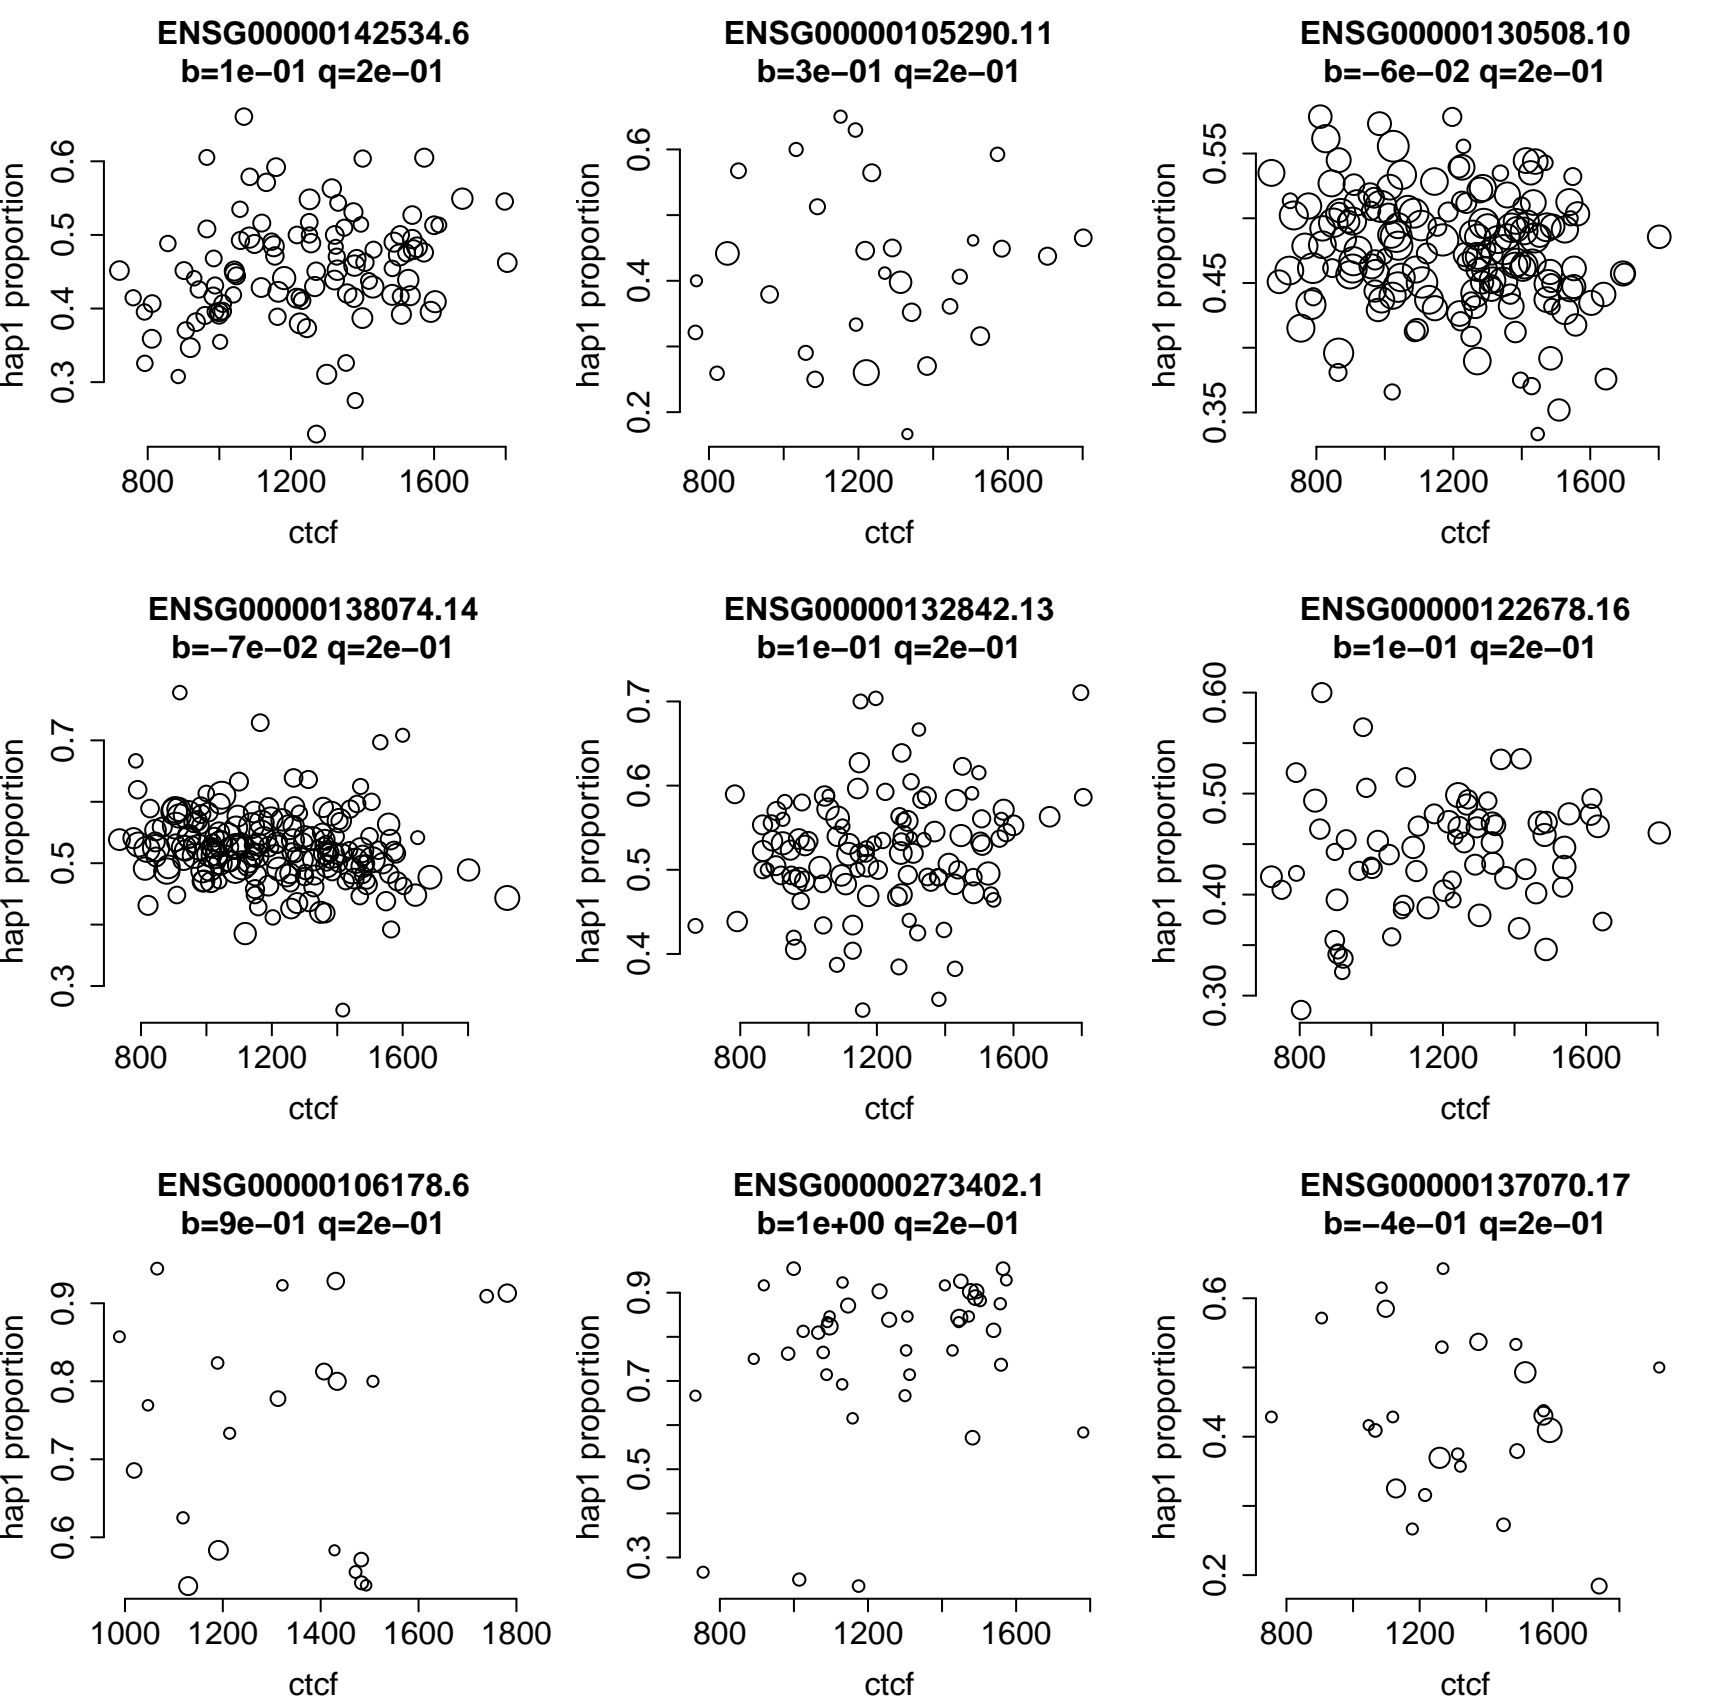 ENSG00000142534.6
b=1e−01 q=2e−01
hap1 proportion
0.6
0.5
0.4
0.3
800 1200 1600
ctcf
ENSG00000105290.11
b=3e−01 q=2e−01
hap1 proportion
0.6
0.4
0.2
800 1200 1600
ctcf
ENSG00000130508.10
b=−6e−02 q=2e−01
hap1 proportion
0.55
0.45
0.35
800 1200 1600
ctcf
ENSG00000138074.14
b=−7e−02 q=2e−01
hap1 proportion
0.7
0.5
0.3
800 1200 1600
ctcf
ENSG00000132842.13
b=1e−01 q=2e−01
hap1 proportion
0.7
0.6
0.5
0.4
800 1200 1600
ctcf
ENSG00000122678.16
b=1e−01 q=2e−01
hap1 proportion
0.60
0.50
0.40
0.30
800 1200 1600
ctcf
ENSG00000106178.6
b=9e−01 q=2e−01
hap1 proportion
0.9
0.8
0.7
0.6
1000 1200 1400 1600 1800
ctcf
ENSG00000273402.1
b=1e+00 q=2e−01
hap1 proportion
0.9
0.7
0.5
0.3
800 1200 1600
ctcf
ENSG00000137070.17
b=−4e−01 q=2e−01
hap1 proportion
0.6
0.4
0.2
800 1200 1600
ctcf